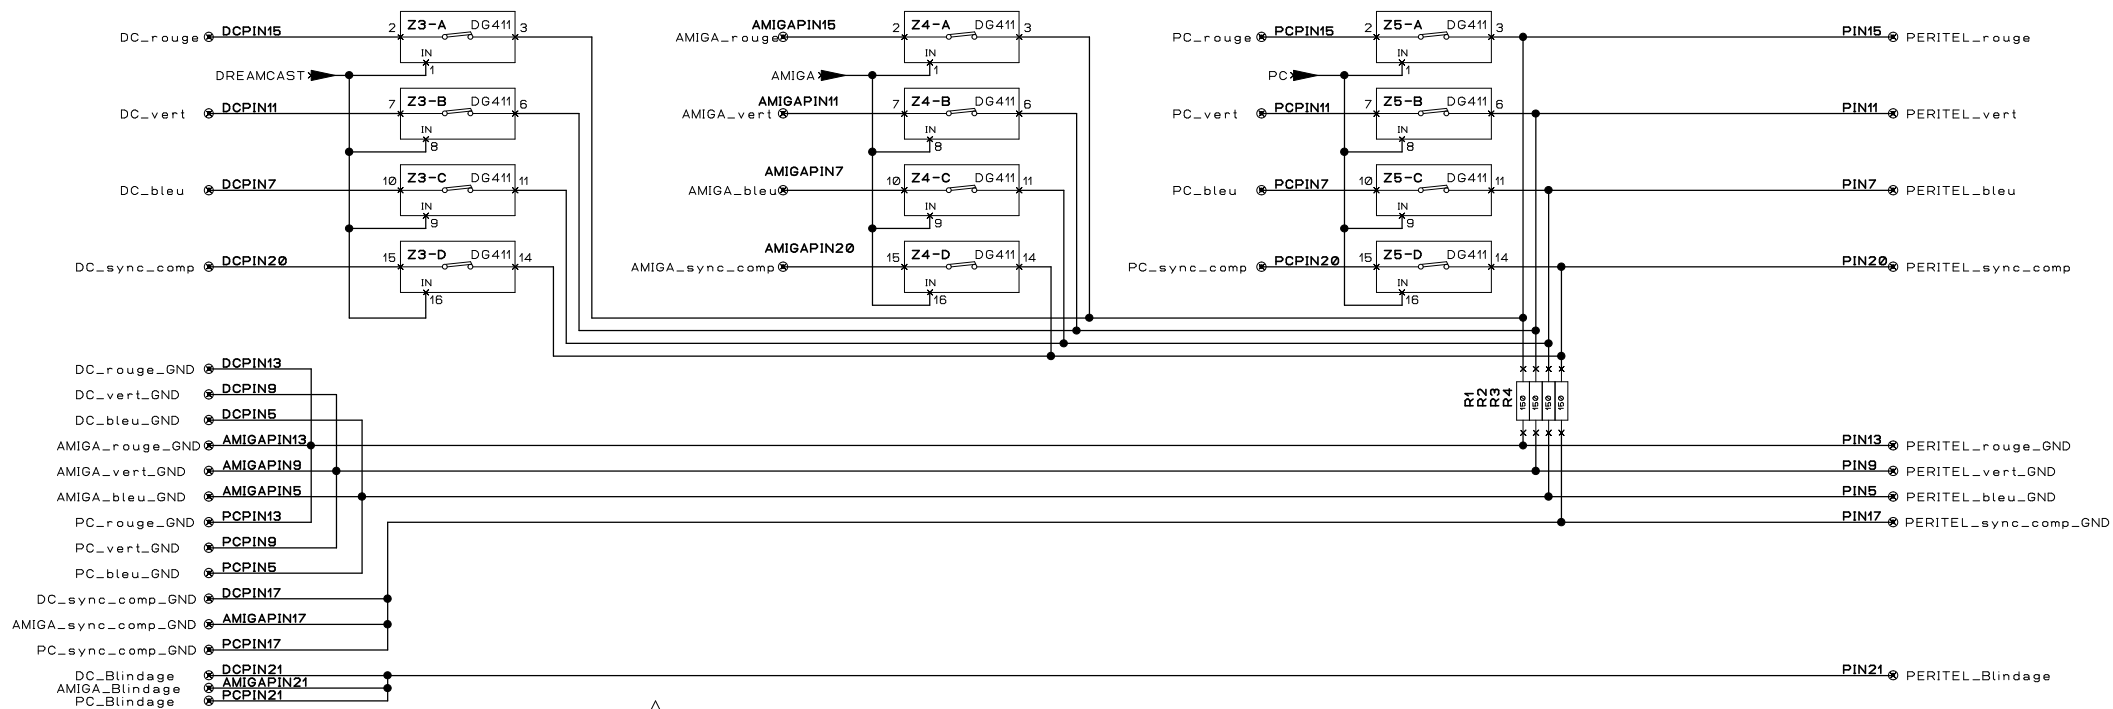 DC_rouge DCPIN15 2 Z3-A DG411 3 AMIGA_rouge AMIGAPIN15 2 Z4-A DG411 3 PC_rouge PCPIN15 2 Z5-A DG411 3 PIN15 PERITEL_rouge
IN IN IN
DREAMCAST 1 AMIGA 1 PC 1
DC_vert DCPIN11 7 Z3-B DG411 6 AMIGA_vert AMIGAPIN11 7 Z4-B DG411 6 PC_vert PCPIN11 7 Z5-B DG411 6 PIN11 PERITEL_vert
IN IN IN
8 8 8
DC_bleu DCPIN7 10 Z3-C DG411 11 AMIGA_bleu AMIGAPIN7 10 Z4-C DG411 11 PC_bleu PCPIN7 10 Z5-C DG411 11 PIN7 PERITEL_bleu
IN IN IN
9 9 9
DC_sync_comp DCPIN20 15 Z3-D DG411 14 AMIGA_sync_comp AMIGAPIN20 15 Z4-D DG411 14 PC_sync_comp PCPIN20 15 Z5-D DG411 14 PIN20 PERITEL_sync_comp
IN IN IN
16 16 16
DC_rouge_GND DCPIN13
DC_vert_GND DCPIN9
R1 R2 R3 R4 150 150 150 150
DC_bleu_GND DCPIN5
AMIGA_rouge_GND AMIGAPIN13 PIN13 PERITEL_rouge_GND
AMIGA_vert_GND AMIGAPIN9 PIN9 PERITEL_vert_GND
AMIGA_bleu_GND AMIGAPIN5 PIN5 PERITEL_bleu_GND
PC_rouge_GND PCPIN13 PIN17 PERITEL_sync_comp_GND
PC_vert_GND PCPIN9
PC_bleu_GND PCPIN5
DC_sync_comp_GND DCPIN17
AMIGA_sync_comp_GND AMIGAPIN17
PC_sync_comp_GND PCPIN17
DC_Blindage DCPIN21 PIN21 PERITEL_Blindage
AMIGA_Blindage AMIGAPIN21
PC_Blindage PCPIN21